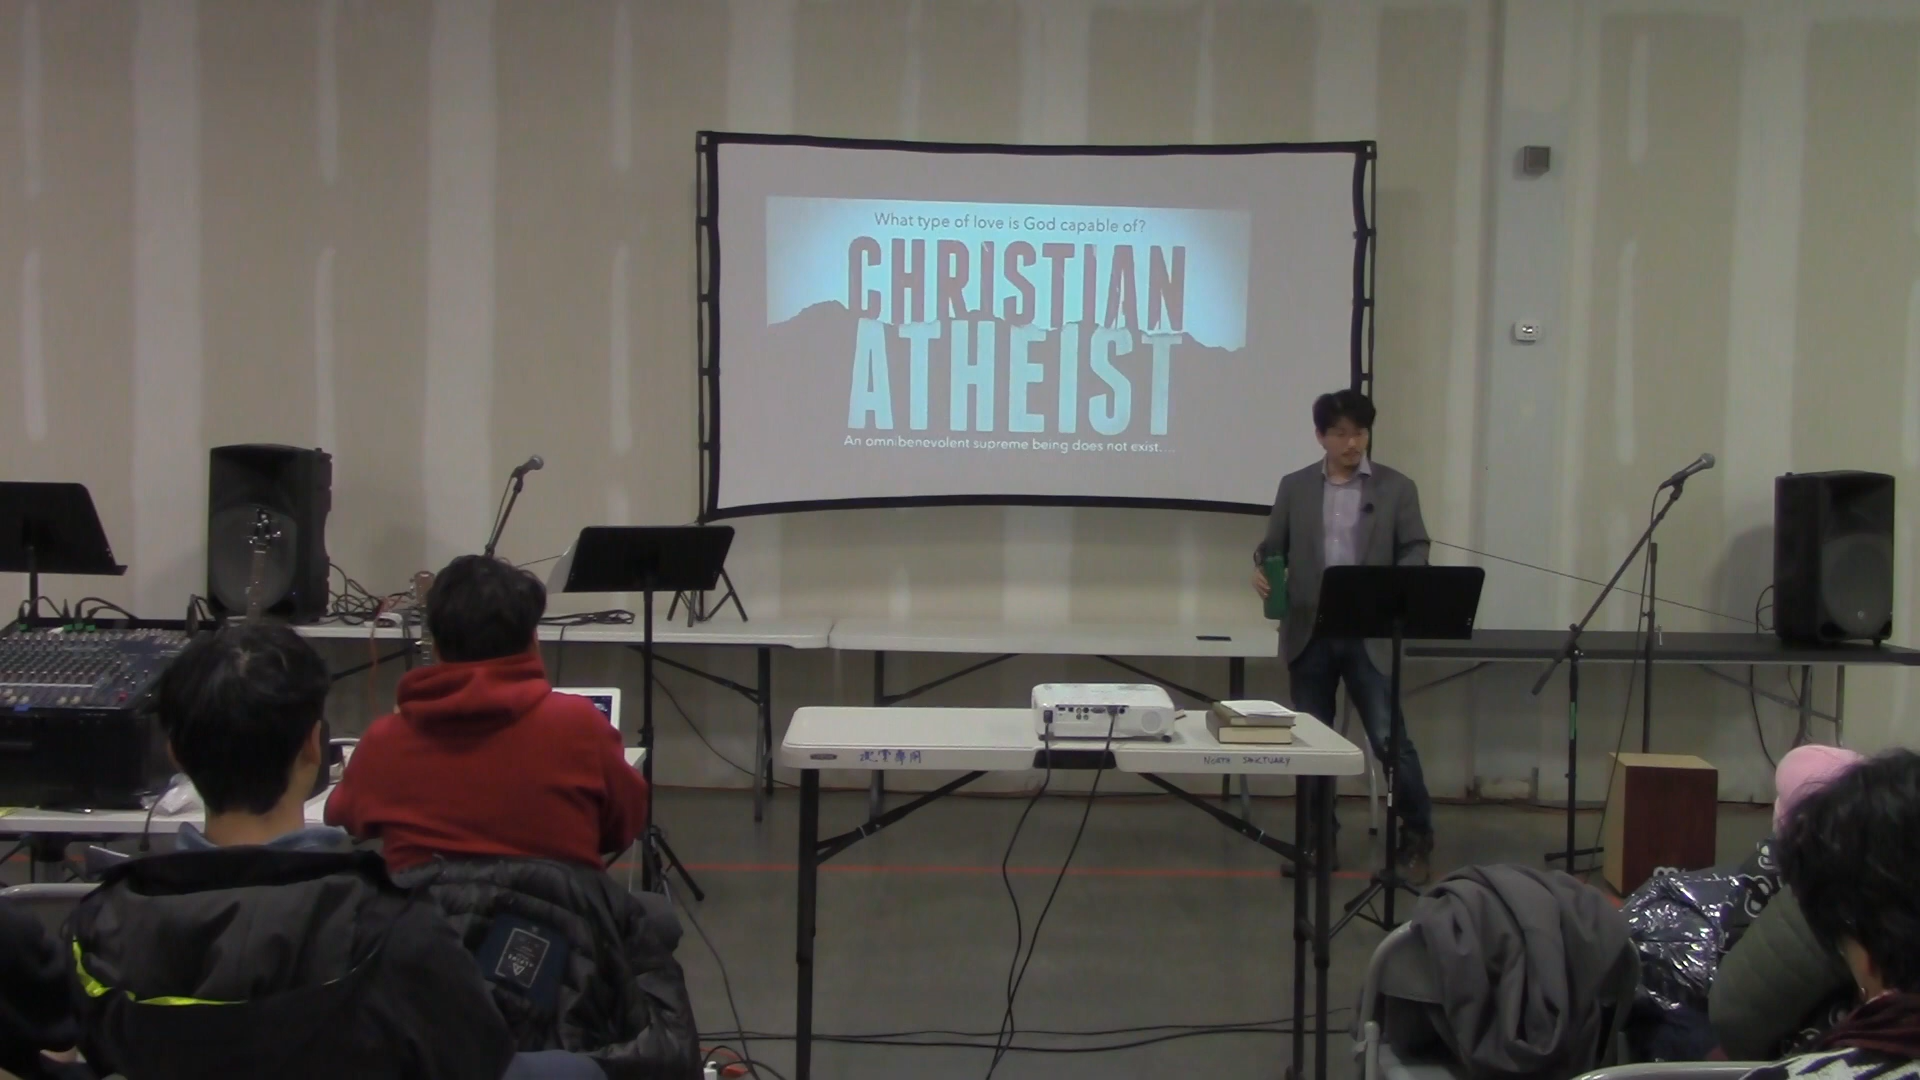 What type of love is God capable of?
CHRISTIAN
ATHEIST
An omnibenevolent supreme being does not exist....
NORTH SANCTUARY